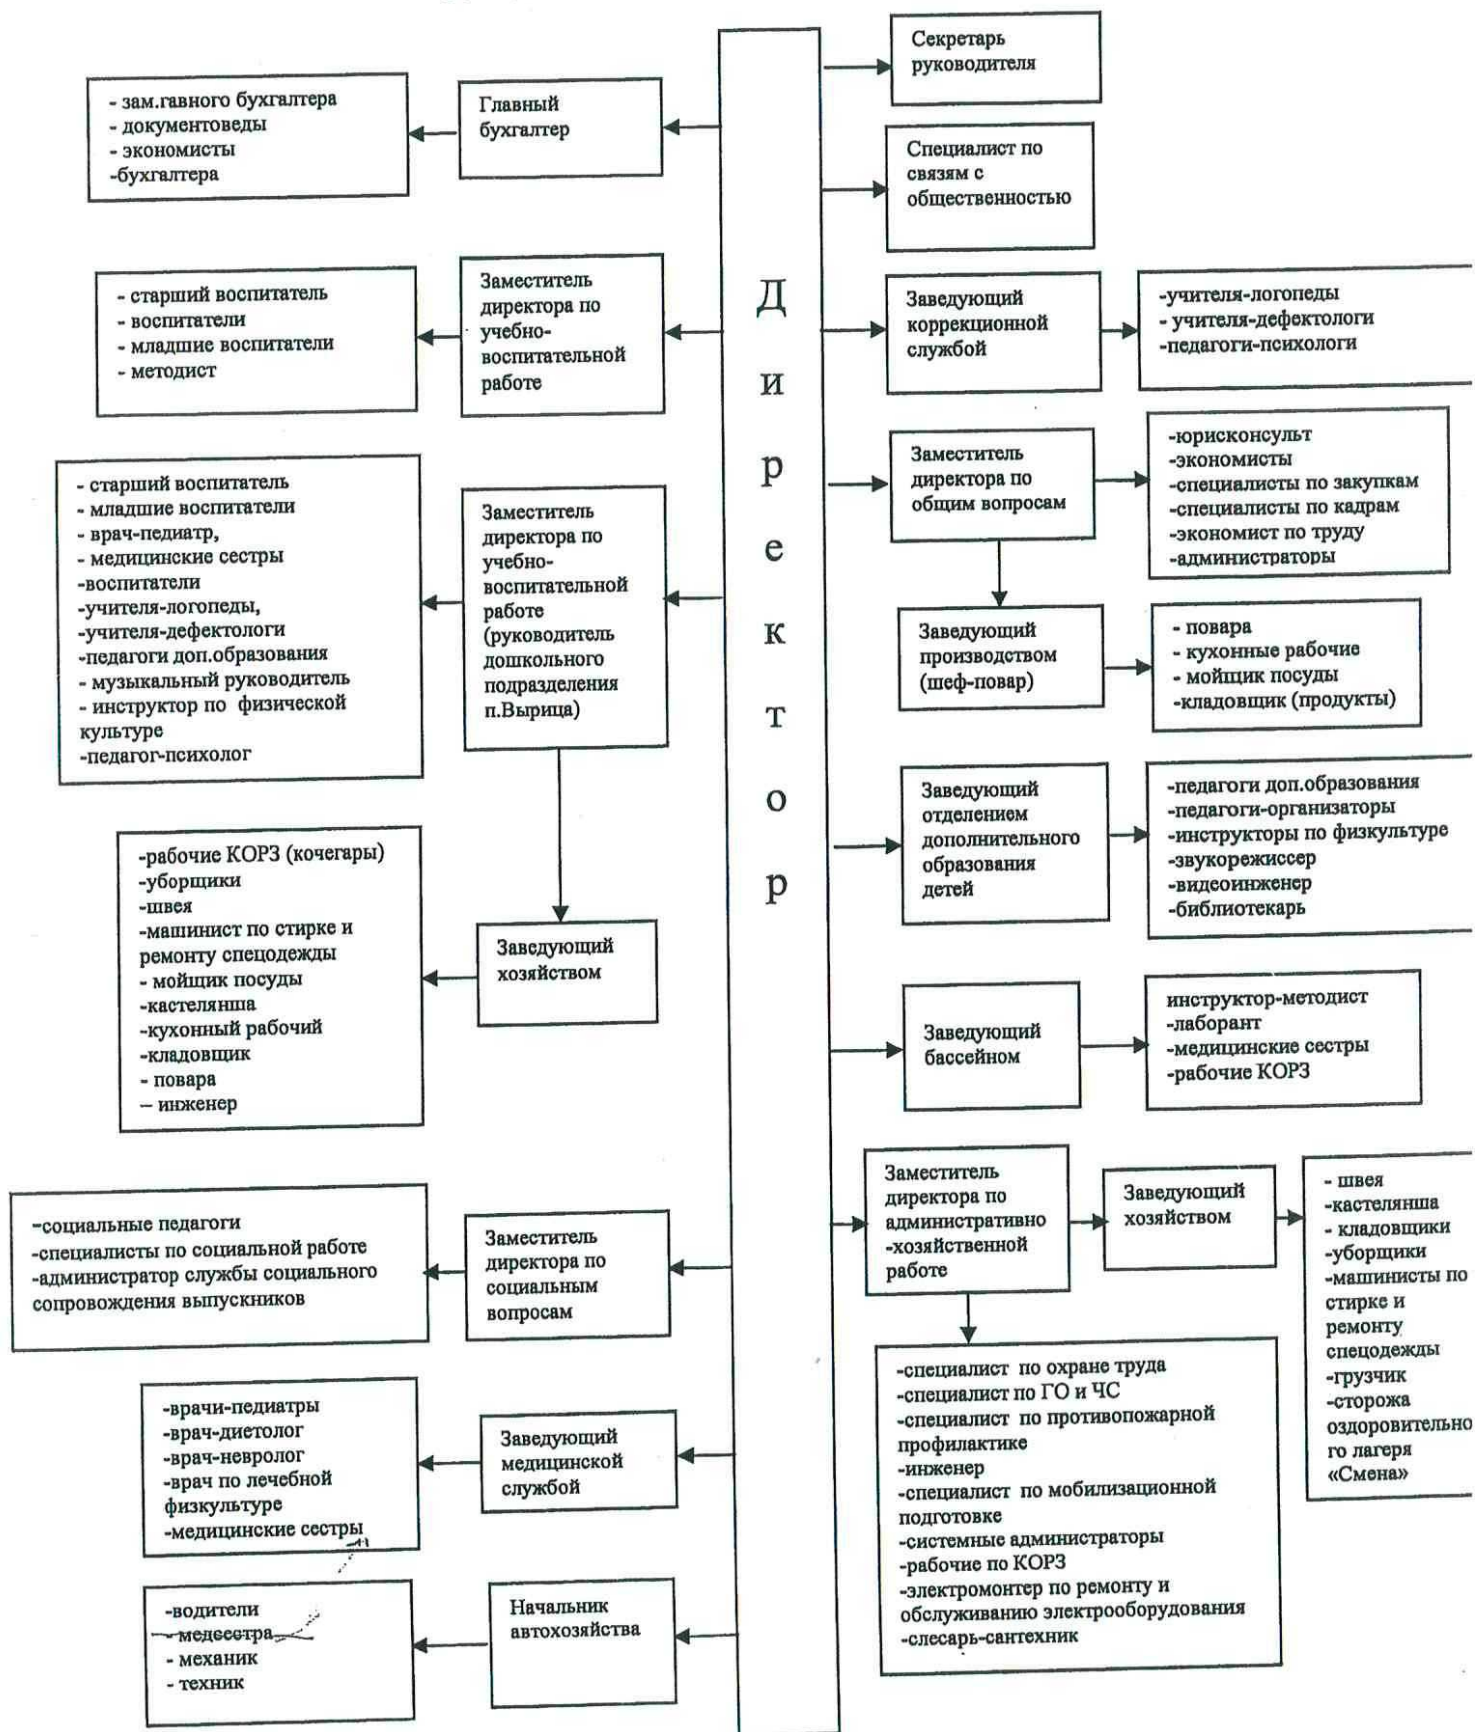 Секретарь
руководителя
- зам.гавного бухгалтера
- документоведы
- экономисты
-бухгалтера
Главный
бухгалтер
Специалист по
связям с
общественностью
- старший воспитатель
- воспитатели
- младшие воспитатели
- методист
Заместитель
директора по
учебно-
воспитательной
работе
Директор
Заведующий
коррекционной
службой
-учителя-логопеды
- учителя-дефектологи
-педагоги-психологи
Заместитель
директора по
общим вопросам
-юрисконсульт
-экономисты
-специалисты по закупкам
-специалисты по кадрам
-экономист по труду
-администраторы
- старший воспитатель
- младшие воспитатели
- врач-педиатр,
- медицинские сестры
-воспитатели
-учителя-логопеды,
-учителя-дефектологи
-педагоги доп.образования
- музыкальный руководитель
- инструктор по физической
культуре
-педагог-психолог
Заместитель
директора по
учебно-
воспитательной
работе
(руководитель
дошкольного
подразделения
п.Вырица)
Заведующий
производством
(шеф-повар)
- повара
- кухонные рабочие
- мойщик посуды
-кладовщик (продукты)
Заведующий
отделением
дополнительного
образования
детей
-педагоги доп.образования
-педагоги-организаторы
-инструкторы по физкультуре
-звукорежиссер
-видеоинженер
-библиотекарь
-рабочие КОРЗ (кочегары)
-уборщики
-швея
-машинист по стирке и
ремонту спецодежды
- мойщик посуды
-кастелянша
-кухонный рабочий
-кладовщик
- повара
– инженер
Заведующий
хозяйством
Заведующий
бассейном
инструктор-методист
-лаборант
-медицинские сестры
-рабочие КОРЗ
Заместитель
директора по
административно
-хозяйственной
работе
Заведующий
хозяйством
- швея
-кастелянша
- кладовщики
-уборщики
-машинисты по
стирке и
ремонту
спецодежды
-грузчик
-сторожа
оздоровительно
го лагеря
«Смена»
-социальные педагоги
-специалисты по социальной работе
-администратор службы социального
сопровождения выпускников
Заместитель
директора по
социальным
вопросам
-специалист по охране труда
-специалист по ГО и ЧС
-специалист по противопожарной
профилактике
-инженер
-специалист по мобилизационной
подготовке
-системные администраторы
-рабочие по КОРЗ
-электромонтер по ремонту и
обслуживанию электрооборудования
-слесарь-сантехник
-врачи-педиатры
-врач-диетолог
-врач-невролог
-врач по лечебной
физкультуре
-медицинские сестры
Заведующий
медицинской
службой
-водители
- медсестра
- механик
- техник
Начальник
автохозяйства